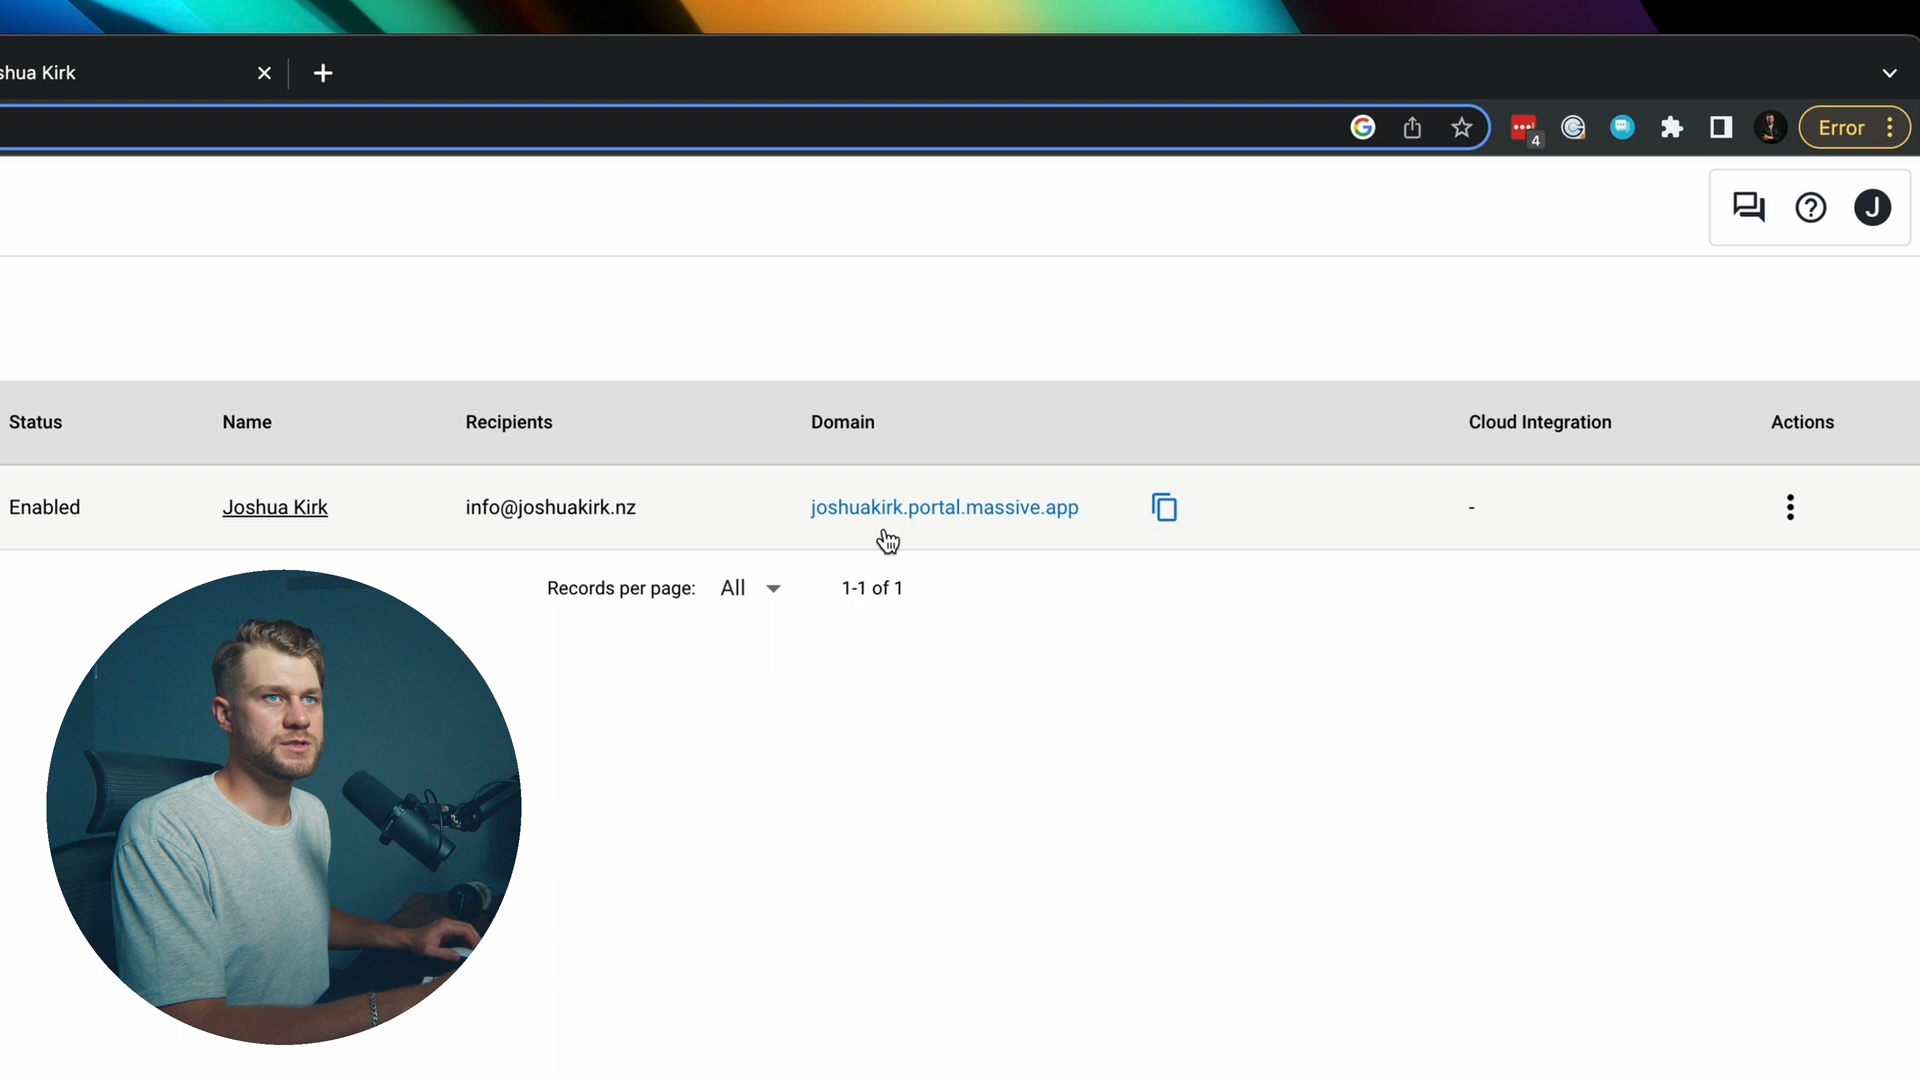 shua Kirk
4
Error
J
Status Name Recipients Domain Cloud Integration Actions
Enabled Joshua Kirk info@joshuakirk.nz joshuakirk.portal.massive.app -
Records per page: All 1-1 of 1